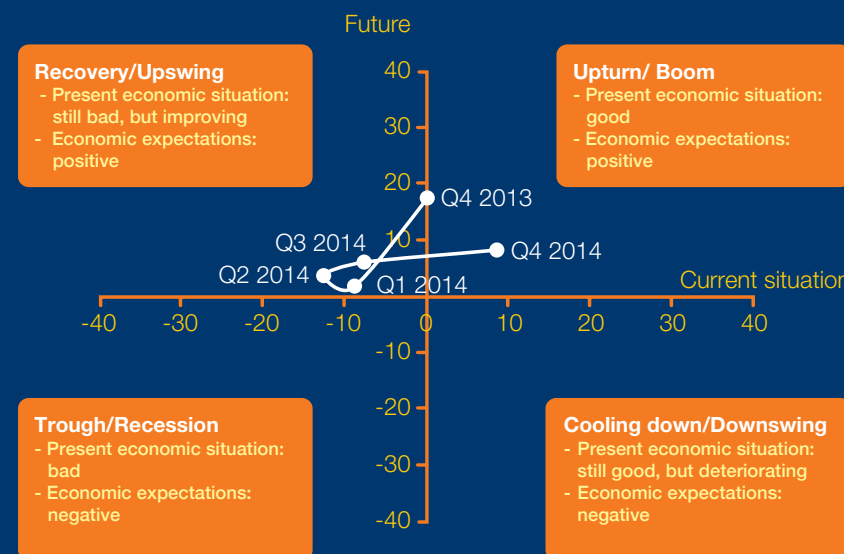 Future
Recovery/Upswing
- Present economic situation:
still bad, but improving
- Economic expectations:
positive
Upturn/ Boom
- Present economic situation:
good
- Economic expectations:
positive
40
30
20
10
Q4 2013
Q3 2014
Q4 2014
Q2 2014
Q1 2014
Current situation
-40
-30
-20
-10
0
10
20
30
40
-10
-20
-30
-40
Trough/Recession
- Present economic situation:
bad
- Economic expectations:
negative
Cooling down/Downswing
- Present economic situation:
still good, but deteriorating
- Economic expectations:
negative